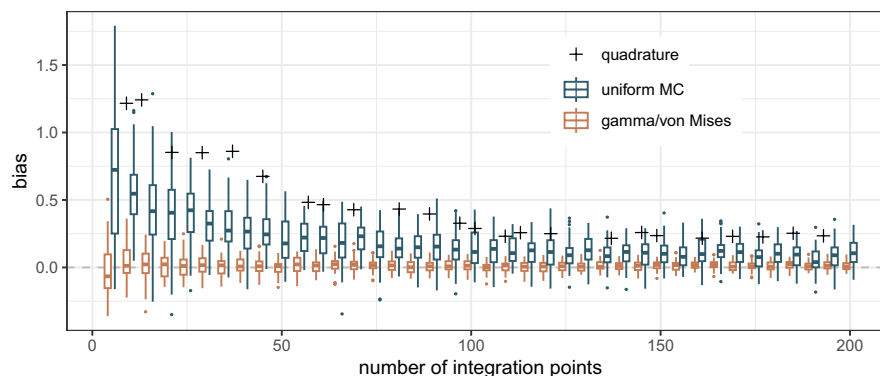 quadrature
uniform MC
gamma/von Mises
bias
1.5
1.0
0.5
0.0
0 50 100 150 200
number of integration points